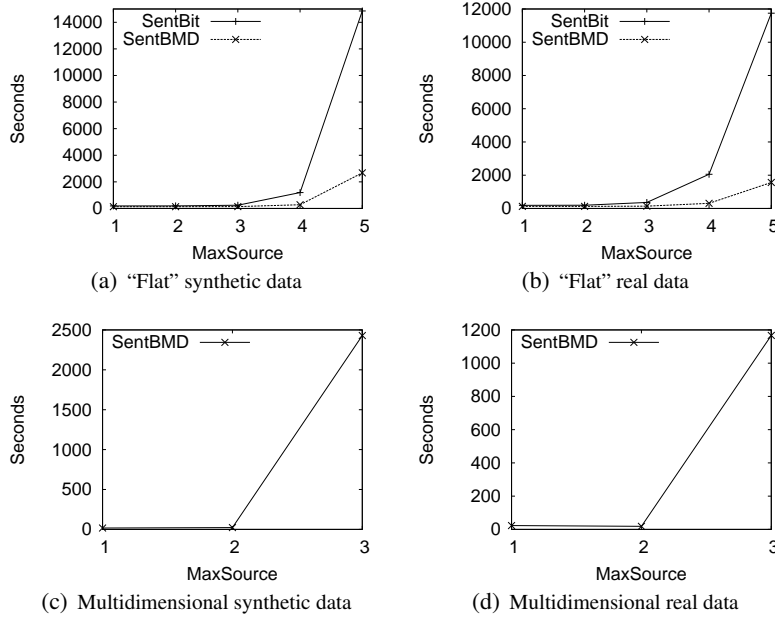 14000
12000
10000
8000
6000
4000
2000
0
Seconds
SentBit
SentBMD
1 2 3 4 5
MaxSource
(a) “Flat” synthetic data
12000
10000
8000
6000
4000
2000
0
Seconds
SentBit
SentBMD
1 2 3 4 5
MaxSource
(b) “Flat” real data
2500
2000
1500
1000
500
0
Seconds
SentBMD
1 2 3
MaxSource
(c) Multidimensional synthetic data
1200
1000
800
600
400
200
0
Seconds
SentBMD
1 2 3
MaxSource
(d) Multidimensional real data